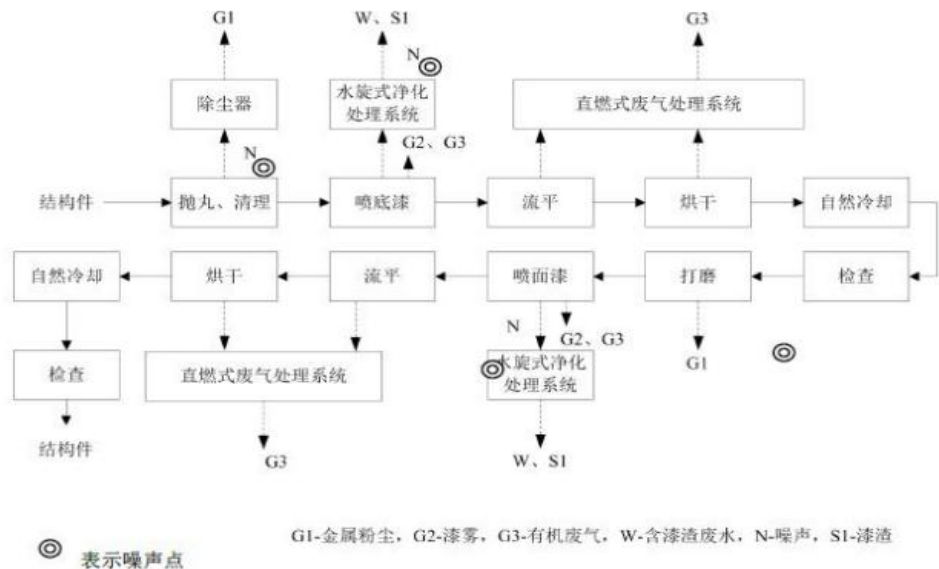 G1
W、S1
G3
N
除尘器
水旋式净化
处理系统
直燃式废气处理系统
N
G2、G3
结构件
抛丸、清理
喷底漆
流平
烘干
自然冷却
自然冷却
烘干
流平
喷面漆
打磨
检查
N
G2、G3
G1
检查
直燃式废气处理系统
水旋式净化
处理系统
结构件
G3
W、S1
G1-金属粉尘，G2-漆雾，G3-有机废气，W-含漆渣废水，N-噪声，S1-漆渣
表示噪声点